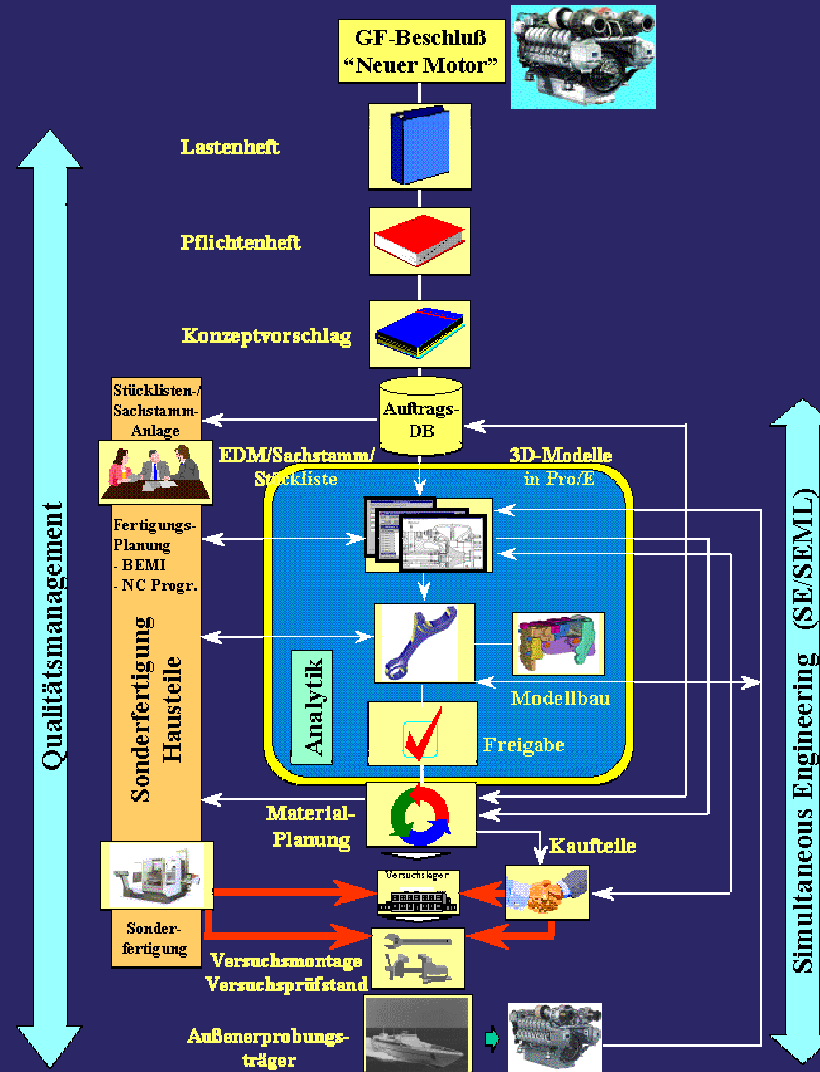 GF-Beschluß
“Neuer Motor”
Lastenheft
Pflichtenheft
Konzeptvorschlag
Stücklisten-/
Sachstamm-
Anlage
Auftrags-
DB
EDM/Sachstamm/
Stückliste
3D-Modelle
in Pro/E
Fertigungs-
Planung
- BEMI
- NC Progr.
Sonderfertigung
Hausteile
Analytik
Modellbau
Freigabe
Material-
Planung
Kaufteile
Versuchslager
Sonder-
fertigung
Versuchsmontage
Versuchsprüfstand
Außenerprobungs-
träger
Qualitätsmanagement
Simultaneous Engineering (SE/SEML)